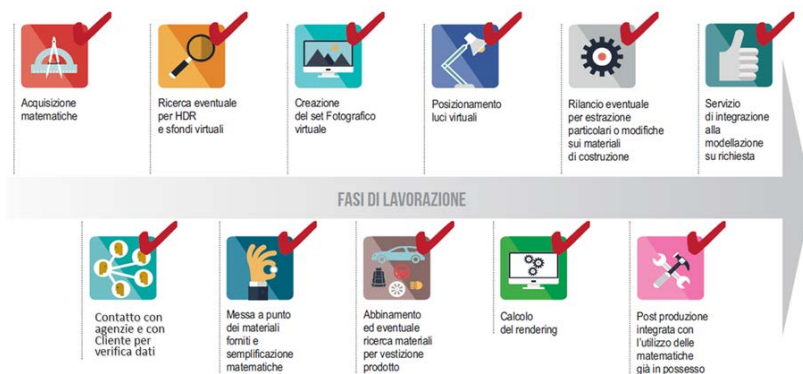 Acquisizione
matematiche
Ricerca eventuale
per HDR
e sfondi virtuali
Creazione
del set Fotografico
virtuale
Posizionamento
luci virtuali
Rilancio eventuale
per estrazione
particolari o modifiche
sui materiali
di costruzione
Servizio
di integrazione
alla
modellazione
su richiesta
FASI DI LAVORAZIONE
Contatto con
agenzie e con
Cliente per
verifica dati
Messa a punto
dei materiali
forniti e
semplificazione
matematiche
Abbinamento
ed eventuale
ricerca materiali
per vestizione
prodotto
Calcolo
del rendering
Post produzione
integrata con
l'utilizzo delle
matematiche
già in possesso